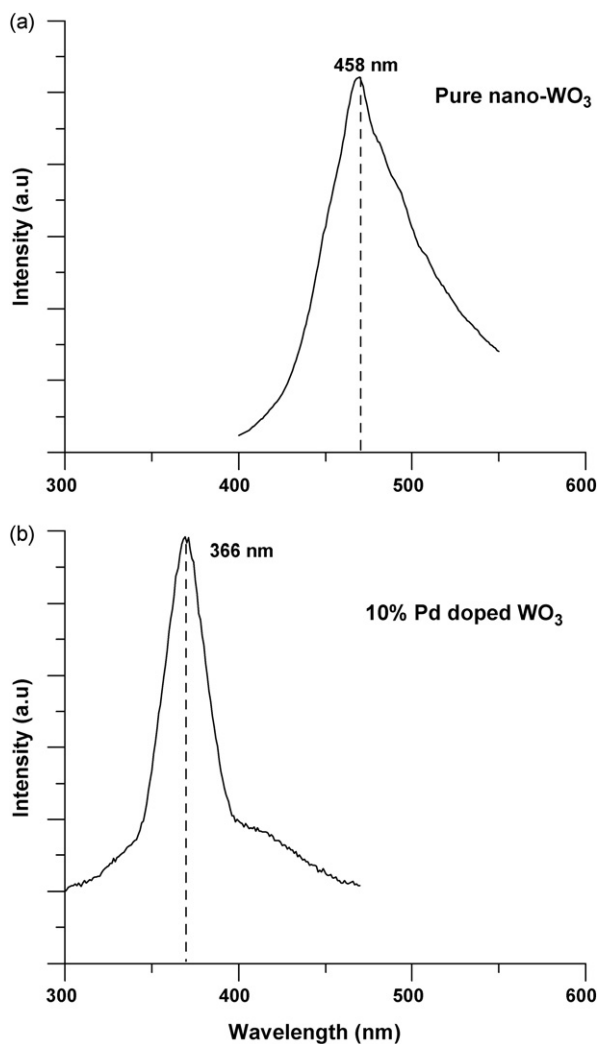 (a)
458 nm
Pure nano-WO₃
Intensity (a.u)
300
400
500
600
(b)
366 nm
10% Pd doped WO₃
Intensity (a.u)
300
400
500
600
Wavelength (nm)